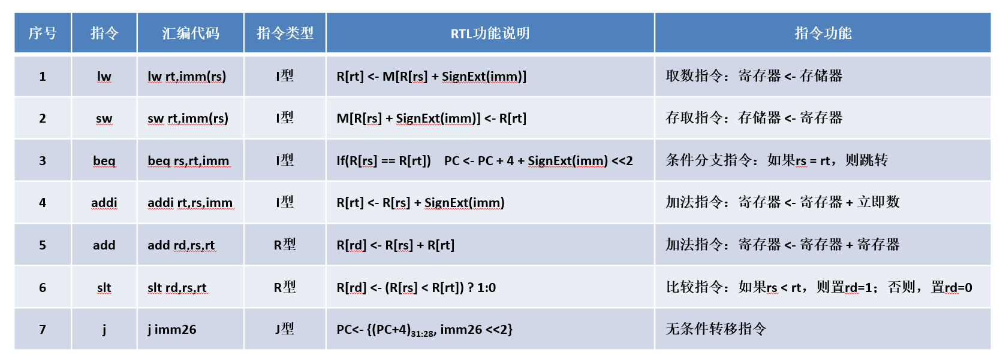 序号 指令 汇编代码 指令类型 RTL功能说明 指令功能
1 lw lw rt,imm(rs) I型 R[rt] <- M[R[rs] + SignExt(imm)] 取数指令：寄存器 <- 存储器
2 sw sw rt,imm(rs) I型 M[R[rs] + SignExt(imm)] <- R[rt] 存取指令：存储器 <- 寄存器
3 beq beq rs,rt,imm I型 If(R[rs] == R[rt]) PC <- PC + 4 + SignExt(imm) <<2 条件分支指令：如果rs = rt，则跳转
4 addi addi rt,rs,imm I型 R[rt] <- R[rs] + SignExt(imm) 加法指令：寄存器 <- 寄存器 + 立即数
5 add add rd,rs,rt R型 R[rd] <- R[rs] + R[rt] 加法指令：寄存器 <- 寄存器 + 寄存器
6 slt slt rd,rs,rt R型 R[rd] <- (R[rs] < R[rt]) ? 1:0 比较指令：如果rs < rt，则置rd=1；否则，置rd=0
7 j j imm26 J型 PC<- {(PC+4)31:28, imm26 <<2} 无条件转移指令